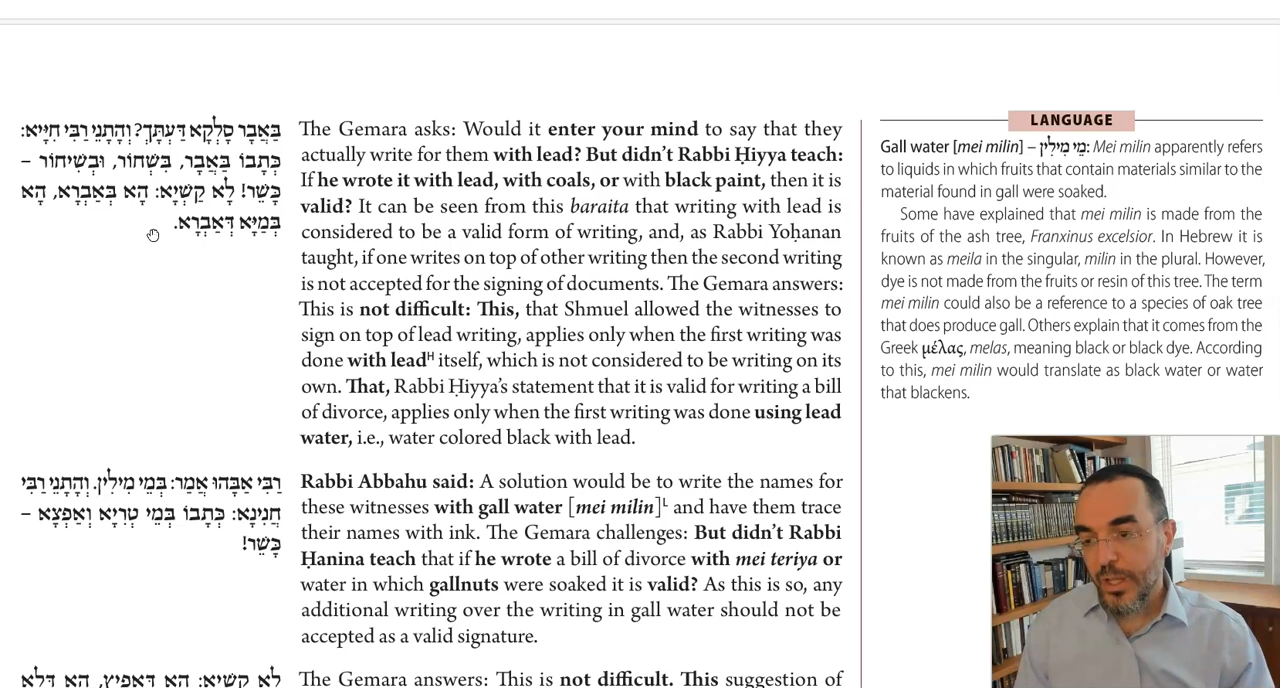 בַּאֲבָר סָלְקָא דַּעְתָּךְ? וְהָתָנֵי רַבִּי חִיָּיא:
כְּתָבוֹ בַּאֲבָר, בִּשְׁחוֹר, וּבְשִׁיחוֹר –
כָּשֵׁר! לָא קַשְׁיָא: הָא בְּאַבְרָא, הָא
בְּמַיָּא דְּאַבְרָא.
The Gemara asks: Would it enter your mind to say that they
actually write for them with lead? But didn't Rabbi Ḥiyya teach:
If he wrote it with lead, with coals, or with black paint, then it is
valid? It can be seen from this baraita that writing with lead is
considered to be a valid form of writing, and, as Rabbi Yoḥanan
taught, if one writes on top of other writing then the second writing
is not accepted for the signing of documents. The Gemara answers:
This is not difficult: This, that Shmuel allowed the witnesses to
sign on top of lead writing, applies only when the first writing was
done with leadᴴ itself, which is not considered to be writing on its
own. That, Rabbi Ḥiyya's statement that it is valid for writing a bill
of divorce, applies only when the first writing was done using lead
water, i.e., water colored black with lead.
רַבִּי אַבָּהוּ אֲמַר: בְּמֵי מִילִין. וְהָתָנֵי רַבִּי
חֲנִינָא: כְּתָבוֹ בְּמֵי טַרְיָא וְאַפְצָא –
כָּשֵׁר!
Rabbi Abbahu said: A solution would be to write the names for
these witnesses with gall water [mei milin]ᴸ and have them trace
their names with ink. The Gemara challenges: But didn't Rabbi
Ḥanina teach that if he wrote a bill of divorce with mei teriya or
water in which gallnuts were soaked it is valid? As this is so, any
additional writing over the writing in gall water should not be
accepted as a valid signature.
לָא קַשְׁיָא: הָא דְּאָפֵיץ, הָא דְּלָא
The Gemara answers: This is not difficult. This suggestion of
LANGUAGE
Gall water [mei milin] – מֵי מִילִין: Mei milin apparently refers
to liquids in which fruits that contain materials similar to the
material found in gall were soaked.
Some have explained that mei milin is made from the
fruits of the ash tree, Franxinus excelsior. In Hebrew it is
known as meila in the singular, milin in the plural. However,
dye is not made from the fruits or resin of this tree. The term
mei milin could also be a reference to a species of oak tree
that does produce gall. Others explain that it comes from the
Greek μέλας, melas, meaning black or black dye. According
to this, mei milin would translate as black water or water
that blackens.